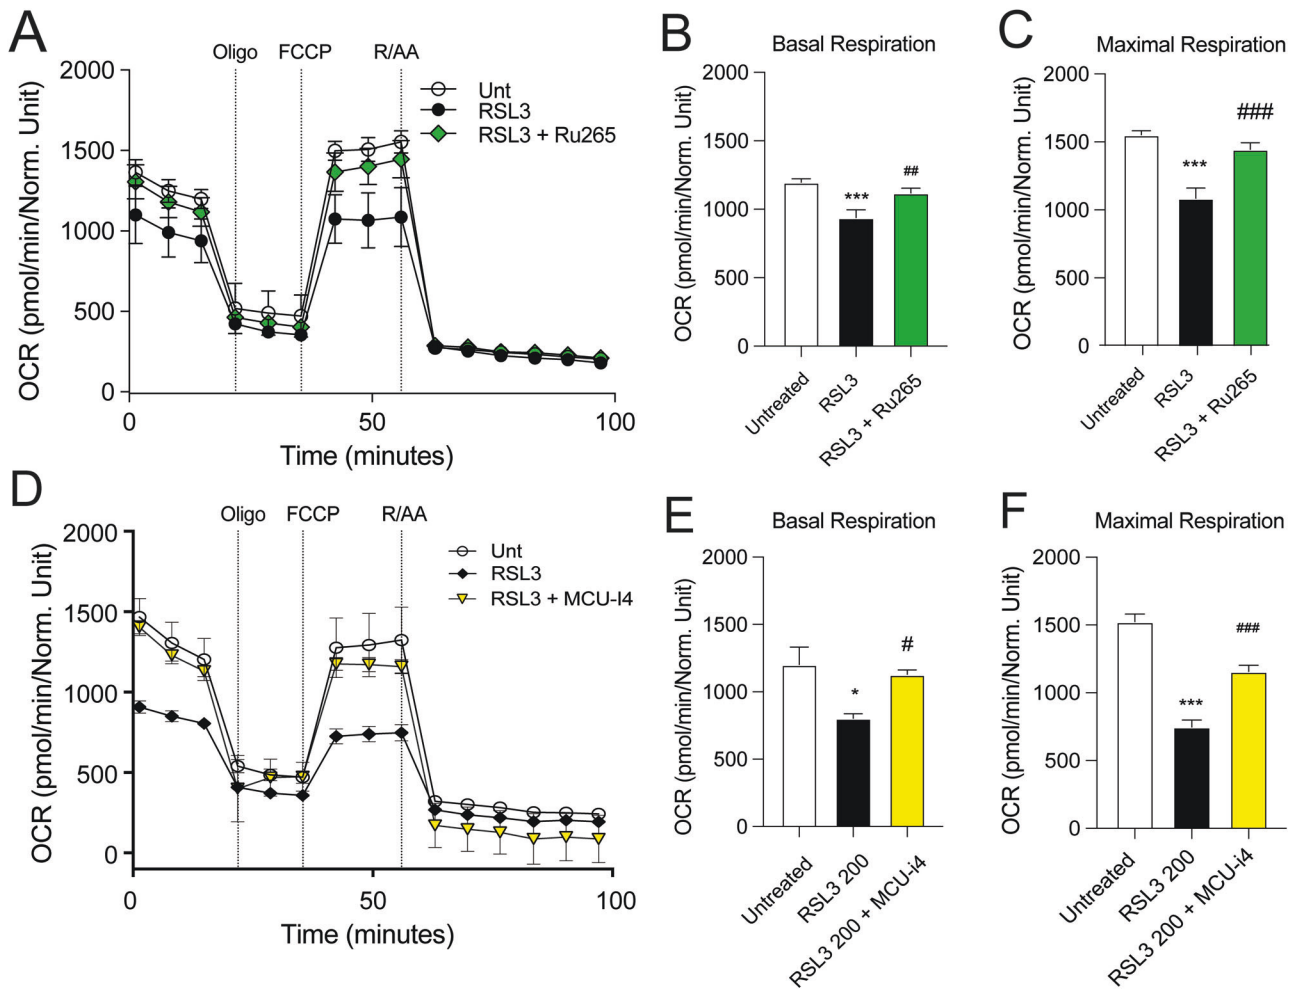 A
Oligo FCCP R/AA
Unt
RSL3
RSL3 + Ru265
OCR (pmol/min/Norm. Unit)
2000
1500
1000
500
0
0 50 100
Time (minutes)
B
Basal Respiration
OCR (pmol/min/Norm. Unit)
2000
1500
1000
500
0
***
##
Untreated
RSL3
RSL3 + Ru265
C
Maximal Respiration
OCR (pmol/min/Norm. Unit)
2000
1500
1000
500
0
***
###
Untreated
RSL3
RSL3 + Ru265
D
Oligo FCCP R/AA
Unt
RSL3
RSL3 + MCU-I4
OCR (pmol/min/Norm. Unit)
2000
1500
1000
500
0
0 50 100
Time (minutes)
E
Basal Respiration
OCR (pmol/min/Norm. Unit)
2000
1500
1000
500
0
*
#
Untreated
RSL3 200
RSL3 200 + MCU-i4
F
Maximal Respiration
OCR (pmol/min/Norm. Unit)
2000
1500
1000
500
0
***
###
Untreated
RSL3 200
RSL3 200 + MCU-i4